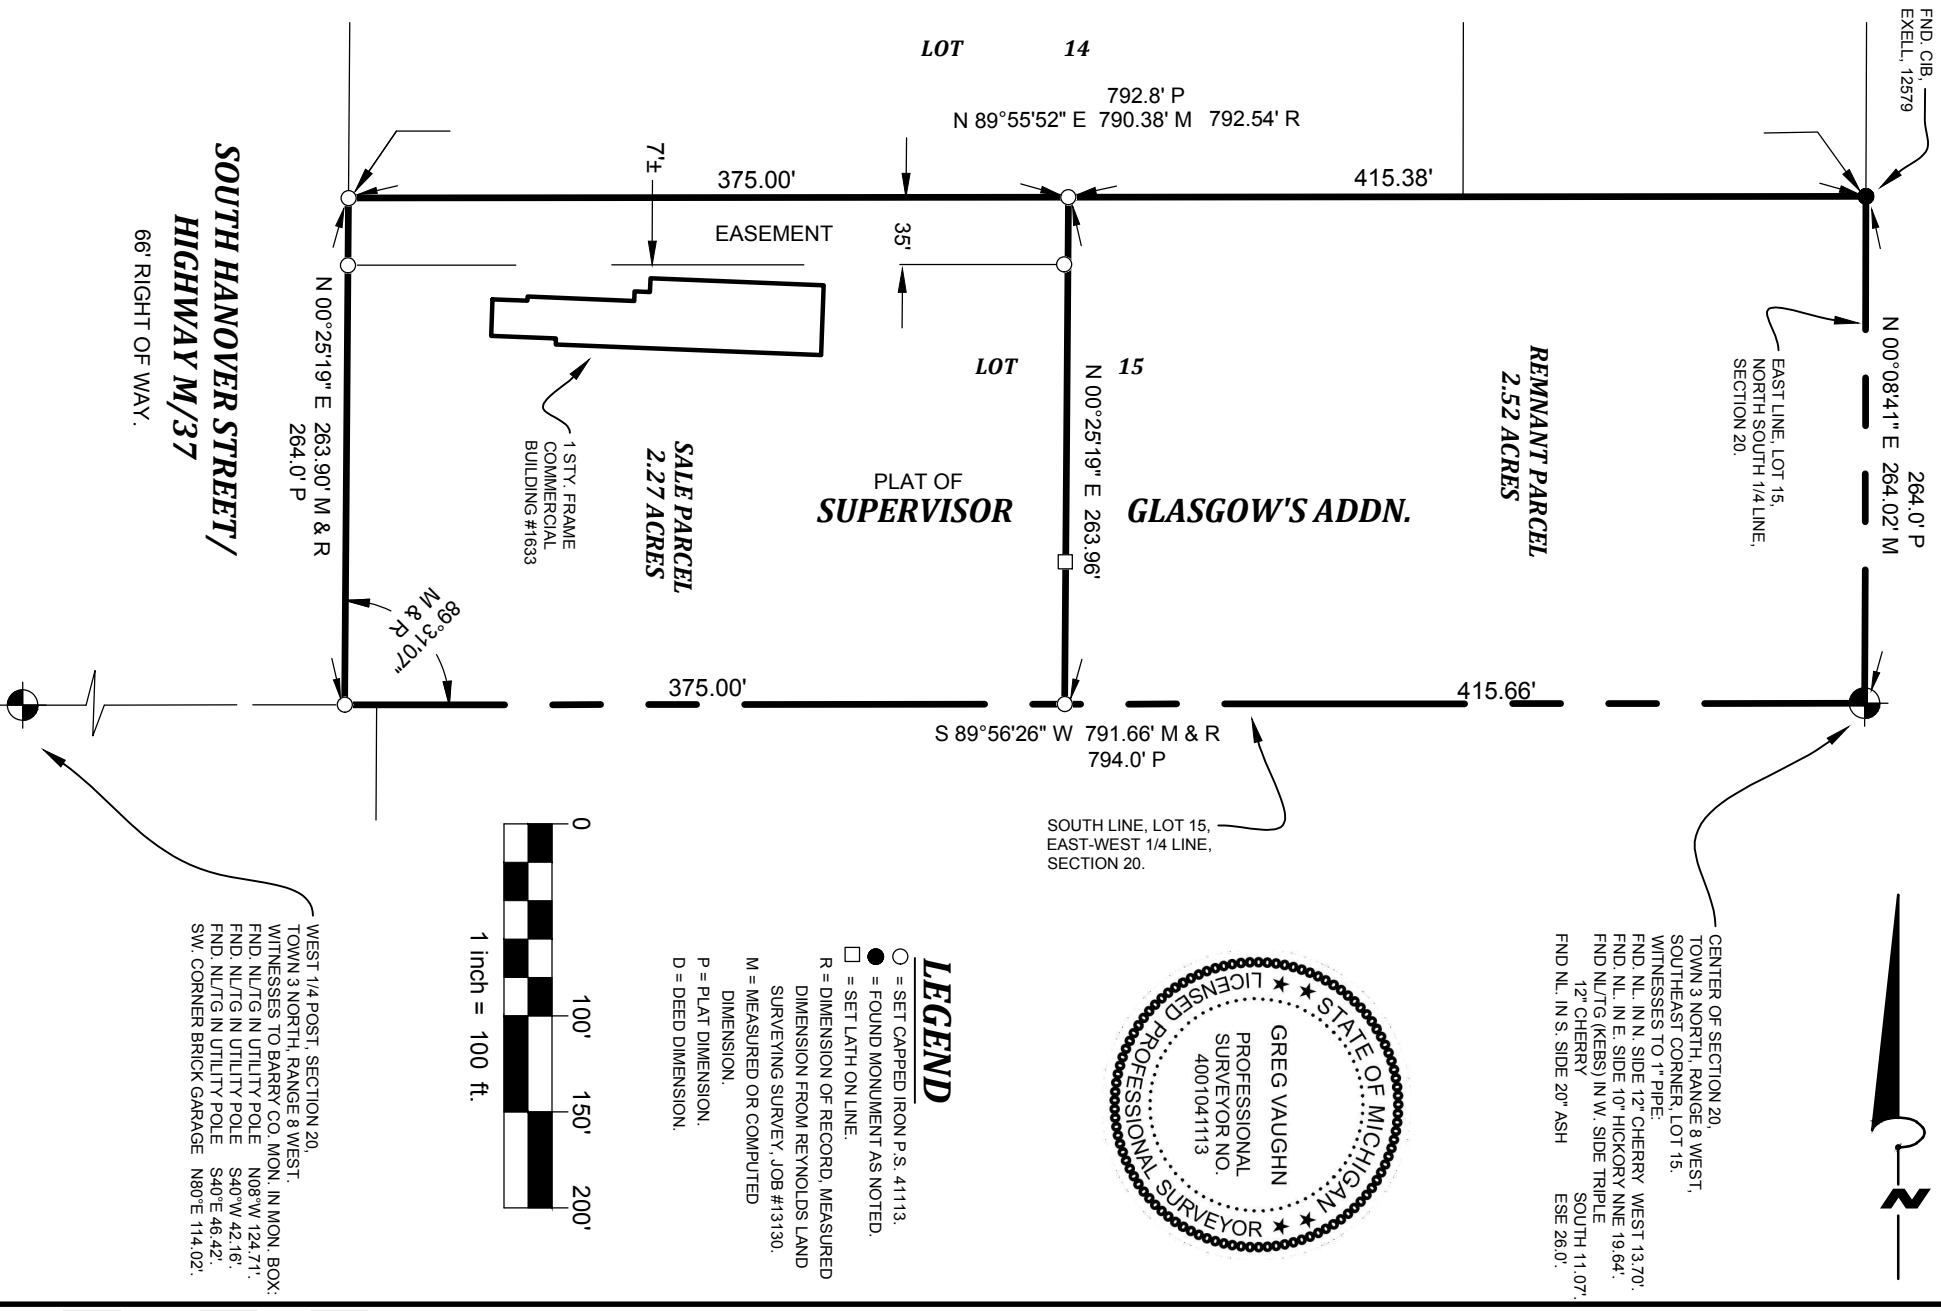 FND. CIB,
EXELL, 12579
LOT 14
792.8' P
N 89°55'52" E 790.38' M 792.54' R
7'±
375.00'
415.38'
EASEMENT
35'
264.0' P
N 00°08'41" E 264.02' M
EAST LINE, LOT 15,
NORTH SOUTH 1/4 LINE,
SECTION 20.
SOUTH HANOVER STREET/
HIGHWAY M/37
66' RIGHT OF WAY.
N 00°25'19" E 263.90' M & R
264.0' P
LOT 15
N 00°25'19" E 263.96'
REMNANT PARCEL
2.52 ACRES
1 STY. FRAME
COMMERCIAL
BUILDING #1633
SALE PARCEL
2.27 ACRES
PLAT OF
SUPERVISOR GLASGOW'S ADDN.
89°31'07"
M & R
375.00'
415.66'
S 89°56'26" W 791.66' M & R
794.0' P
SOUTH LINE, LOT 15,
EAST-WEST 1/4 LINE,
SECTION 20.
0 100' 150' 200'
1 inch = 100 ft.
WEST 1/4 POST, SECTION 20,
TOWN 3 NORTH, RANGE 8 WEST.
WITNESSES TO BARRY CO. MON. IN MON. BOX:
FND. NL/TG IN UTILITY POLE N08°W 124.71'.
FND. NL/TG IN UTILITY POLE S40°W 42.16'.
FND. NL/TG IN UTILITY POLE S40°E 46.42'.
SW. CORNER BRICK GARAGE N80°E 114.02'.
LEGEND
= SET CAPPED IRON P.S. 41113.
= FOUND MONUMENT AS NOTED.
= SET LATH ON LINE.
R = DIMENSION OF RECORD, MEASURED
DIMENSION FROM REYNOLDS LAND
SURVEYING SURVEY, JOB #13130.
M = MEASURED OR COMPUTED
DIMENSION.
P = PLAT DIMENSION.
D = DEED DIMENSION.
STATE OF MICHIGAN
LICENSED PROFESSIONAL SURVEYOR
GREG VAUGHN
PROFESSIONAL
SURVEYOR NO.
4001041113
CENTER OF SECTION 20,
TOWN 3 NORTH, RANGE 8 WEST,
SOUTHEAST CORNER, LOT 15.
WITNESSES TO 1" PIPE:
FND. NL. IN N. SIDE 12" CHERRY WEST 13.70'.
FND. NL. IN E. SIDE 10" HICKORY NNE 19.64'.
FND NL/TG (KEBS) IN W. SIDE TRIPLE
12" CHERRY SOUTH 11.07'.
FND NL. IN S. SIDE 20" ASH ESE 26.0'.
N